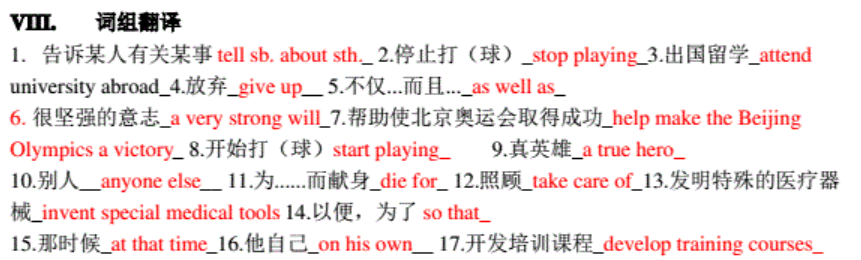 VIII. 词组翻译
1. 告诉某人有关某事 tell sb. about sth._ 2.停止打（球）_stop playing_3.出国留学_attend
university abroad_4.放弃_give up__ 5.不仅...而且..._as well as_
6. 很坚强的意志_a very strong will_7.帮助使北京奥运会取得成功_help make the Beijing
Olympics a victory_ 8.开始打（球）start playing_ 9.真英雄_a true hero_
10.别人__anyone else__ 11.为......而献身_die for_ 12.照顾_take care of_13.发明特殊的医疗器
械_invent special medical tools 14.以便，为了 so that_
15.那时候_at that time_16.他自己_on his own__ 17.开发培训课程_develop training courses_